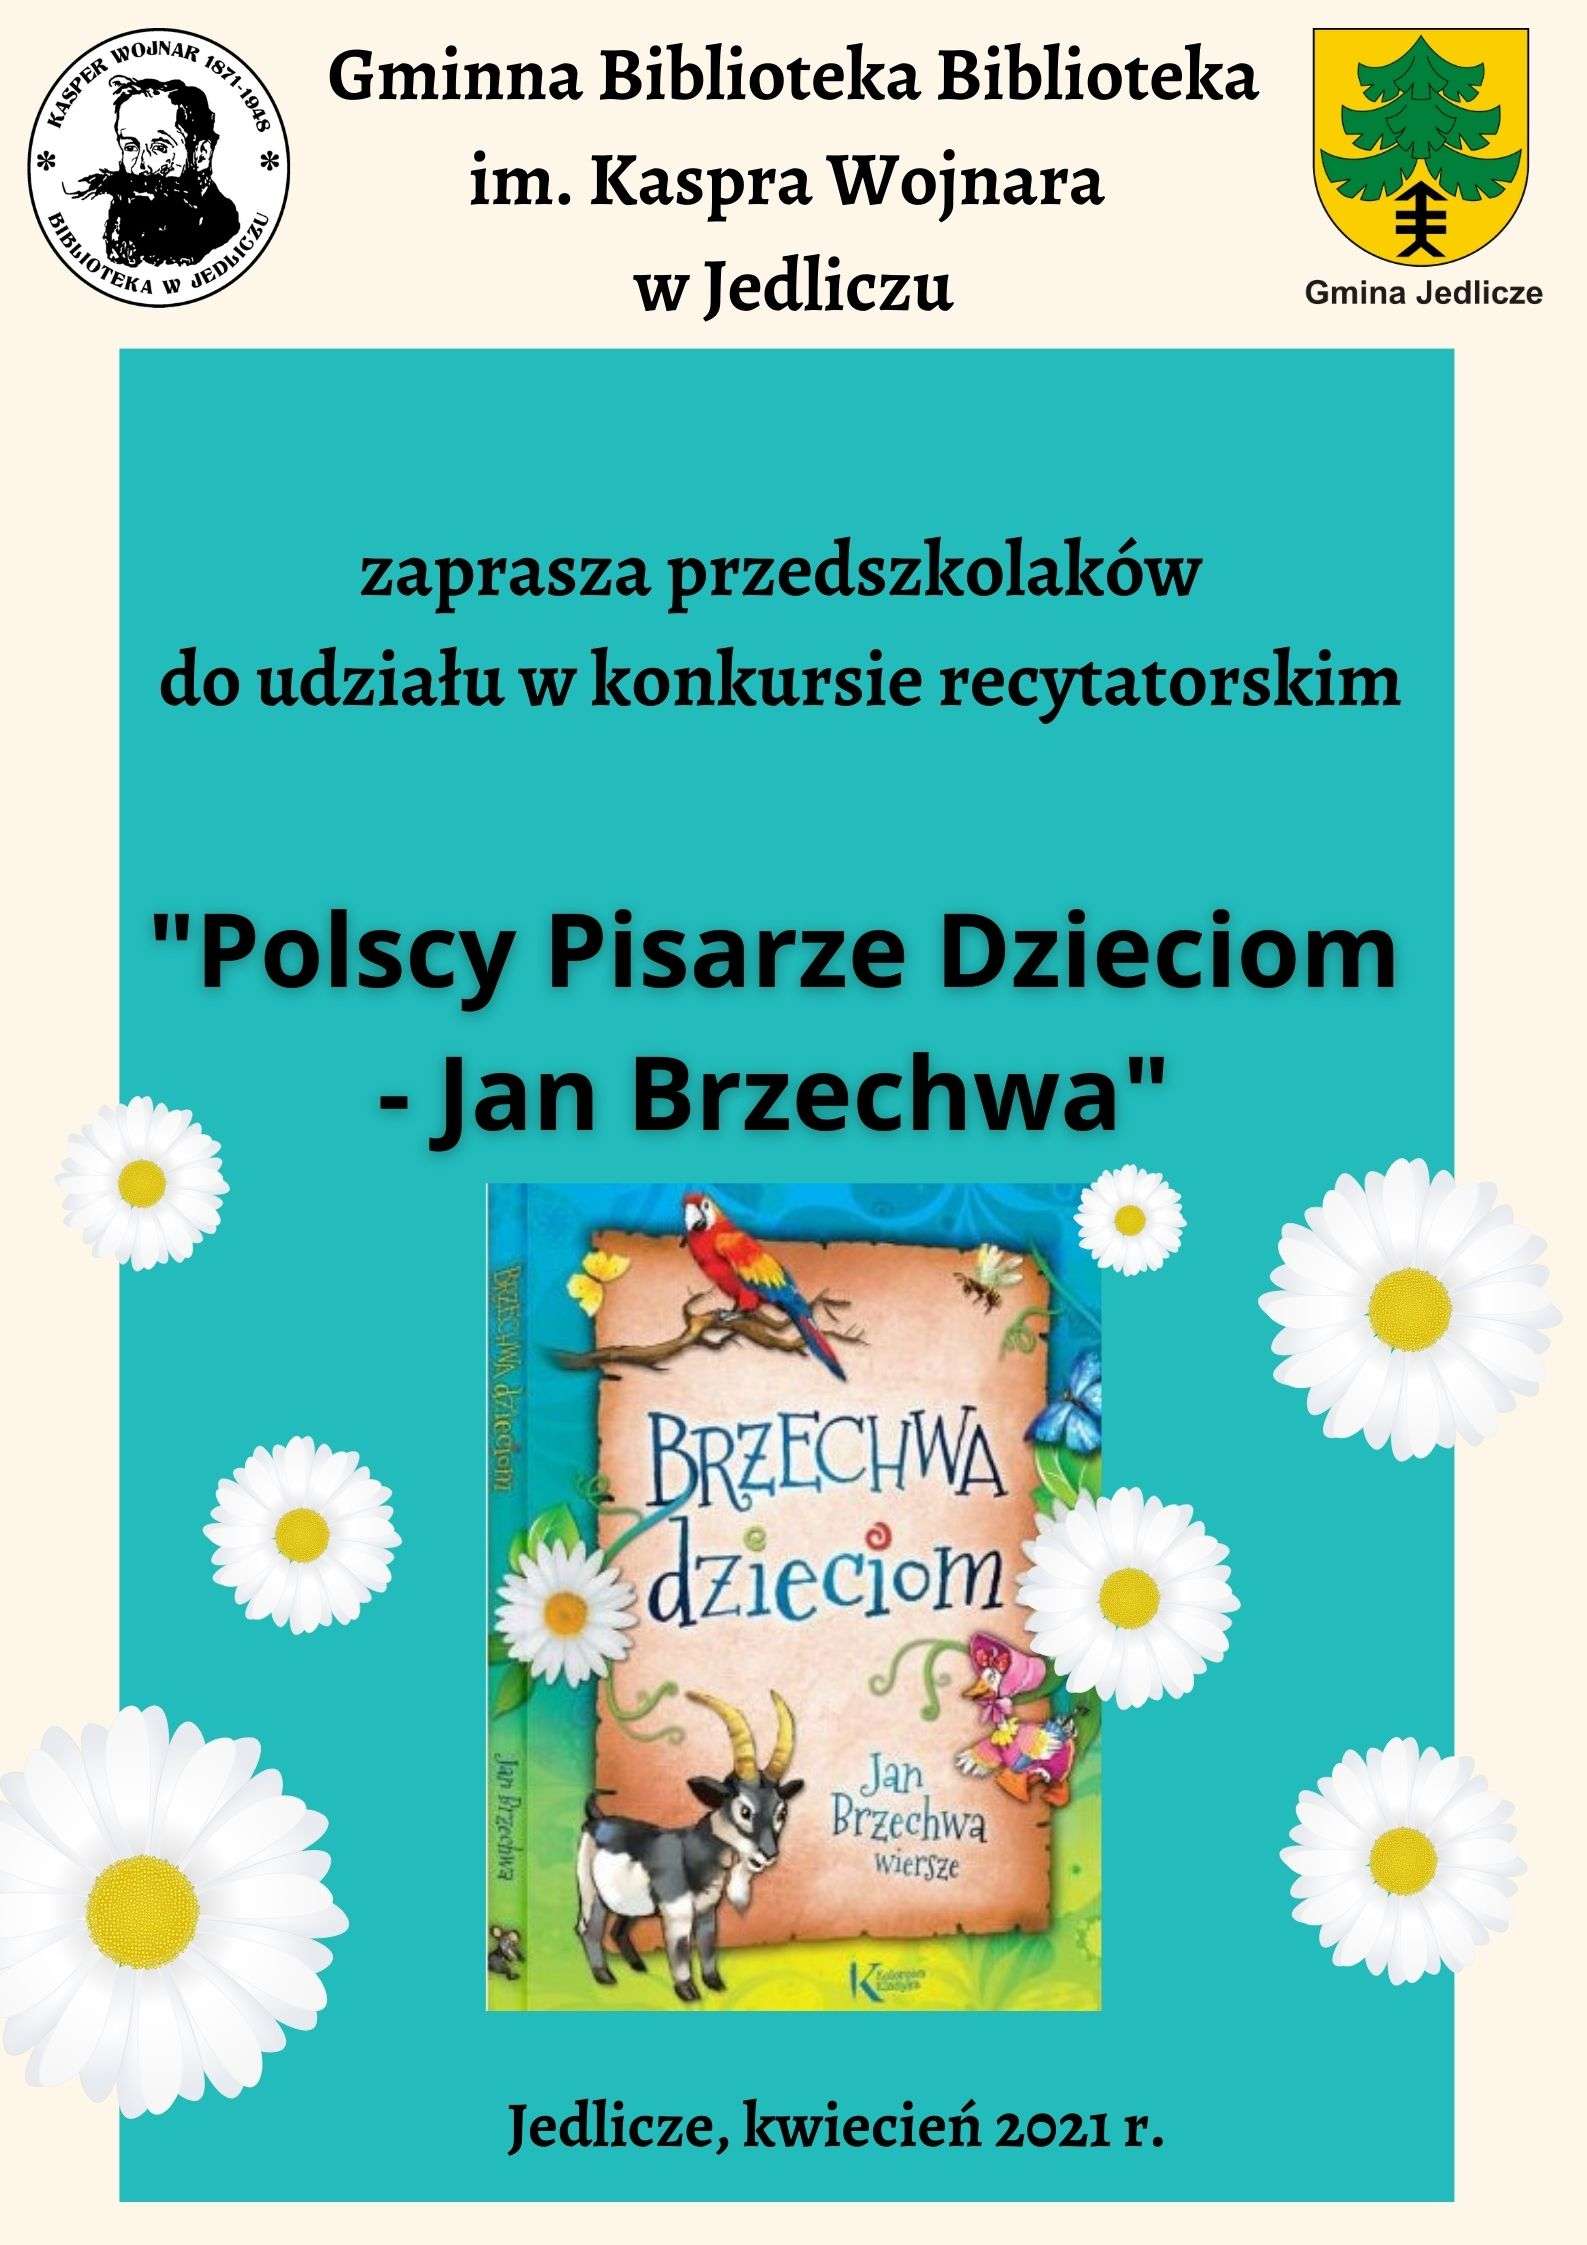 KASPER WOJNAR 1871-1948
BIBLIOTEKA W JEDLICZU
Gminna Biblioteka Biblioteka
im. Kaspra Wojnara
w Jedliczu
Gmina Jedlicze
zaprasza przedszkolaków
do udziału w konkursie recytatorskim
"Polscy Pisarze Dzieciom
- Jan Brzechwa"
BRZECHWA dzieciom
Jan Brzechwa
BRZECHWA
dzieciom
Jan
Brzechwa
wiersze
K Kolorowa
Klasyka
Jedlicze, kwiecień 2021 r.